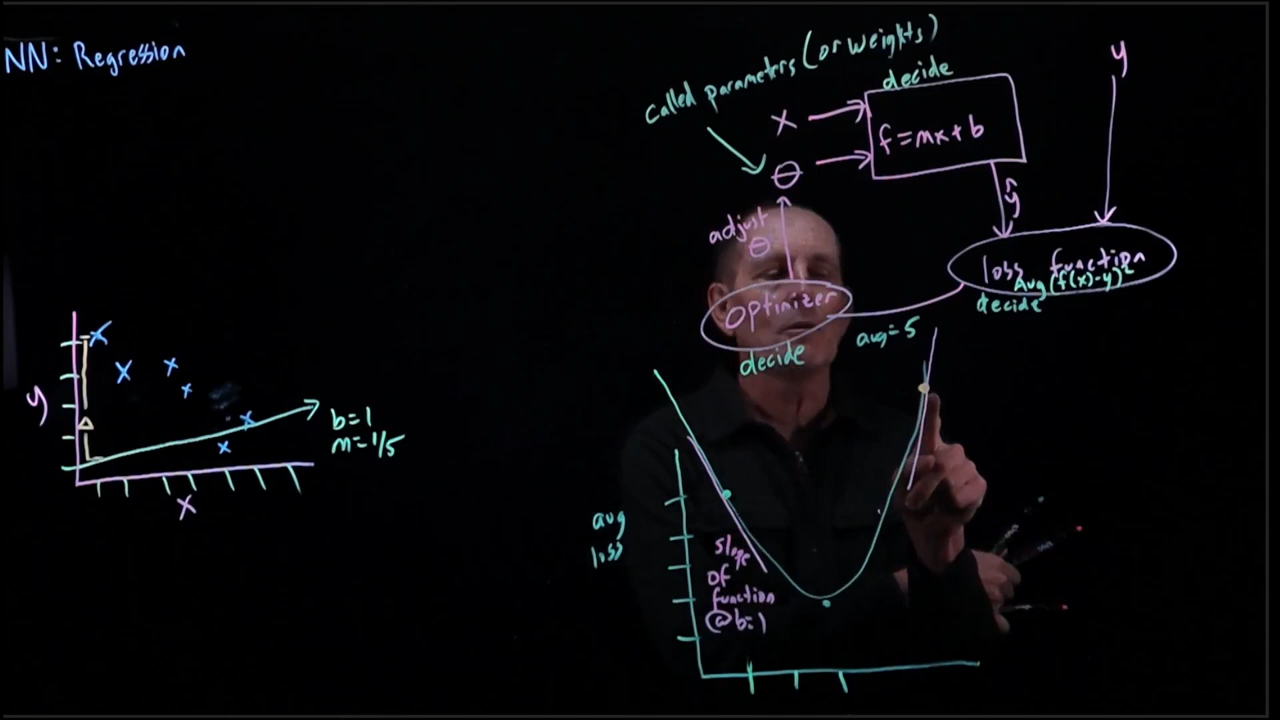 NN: Regression
called parameters (or weights)
decide
y
x
f = mx + b
θ
ŷ
adjust
θ
loss function
Avg (f(x)-y)²
decide
optimizer
decide
avg = 5
y
b = 1
m = 1/5
x
avg
loss
slope
of
function
@ b = 1